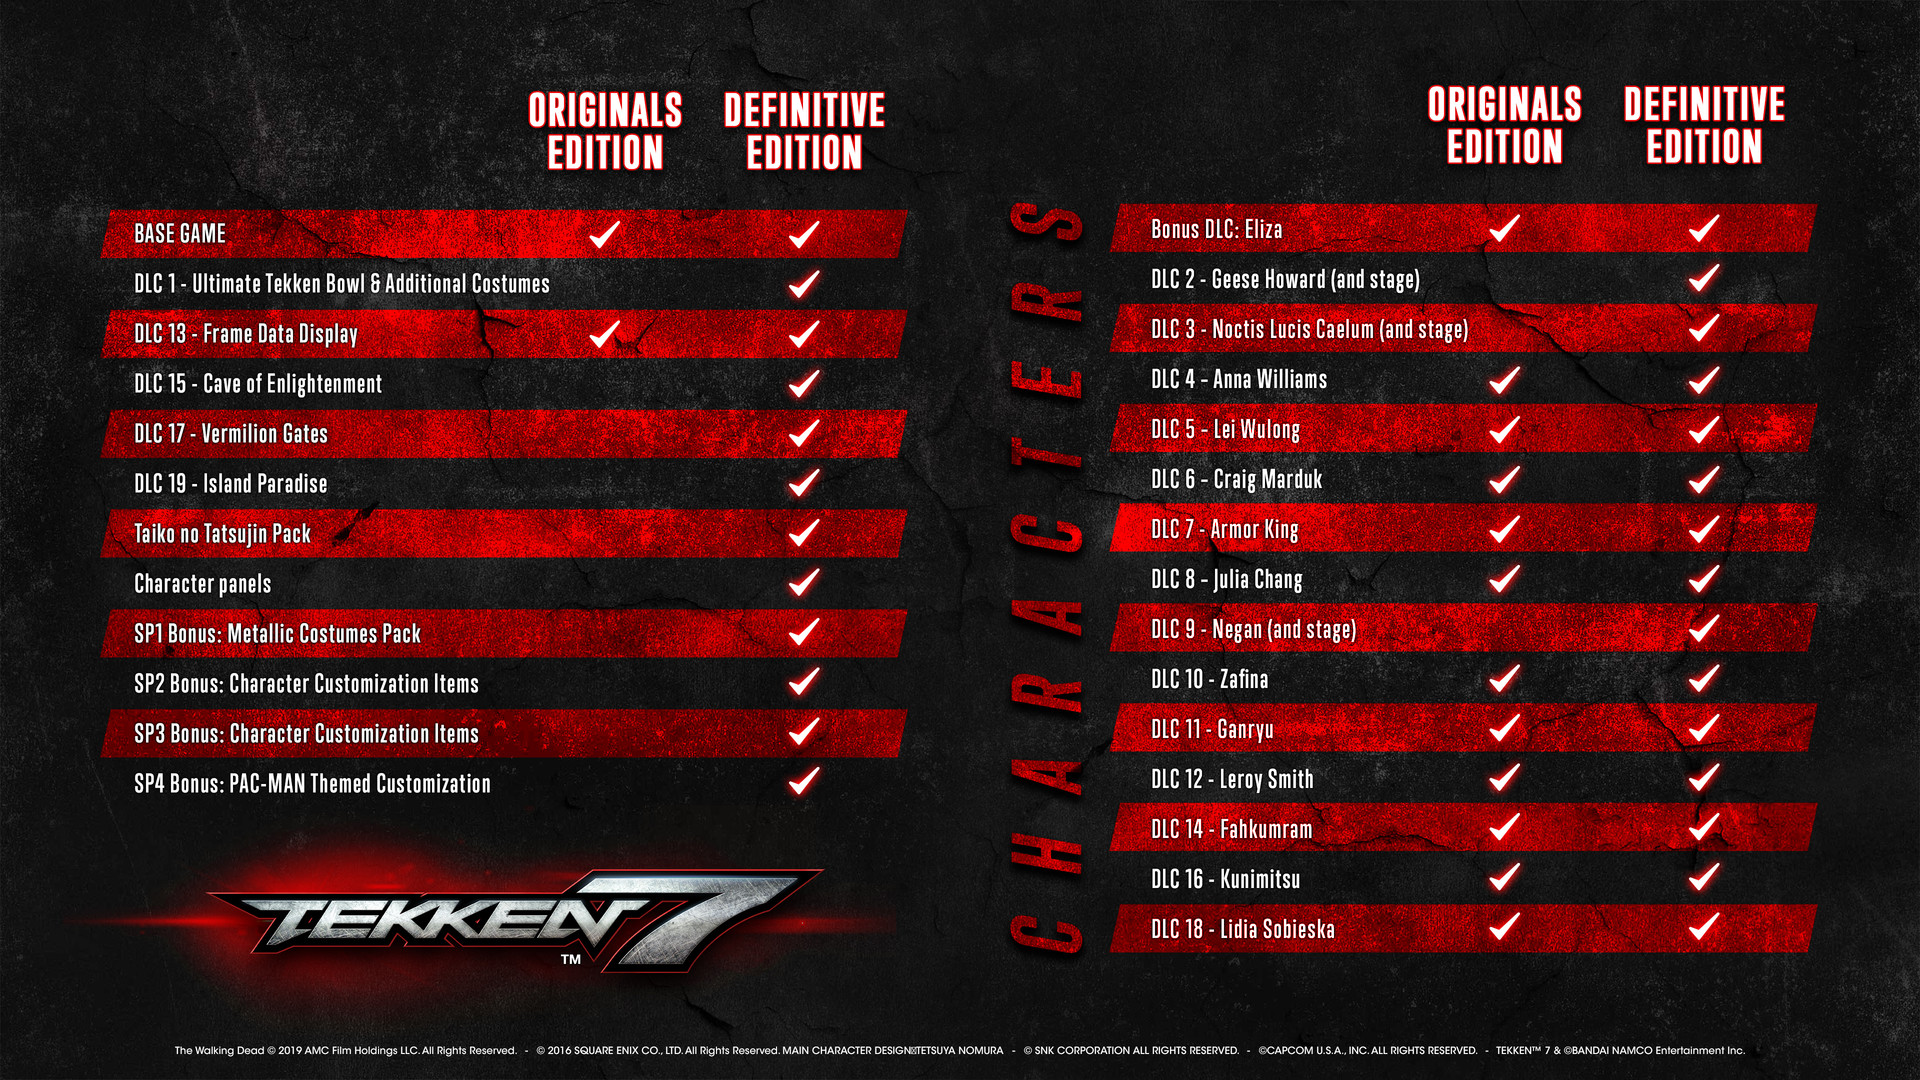 ORIGINALS EDITION
DEFINITIVE EDITION
BASE GAME ✓ ✓
DLC 1 - Ultimate Tekken Bowl & Additional Costumes ✓
DLC 13 - Frame Data Display ✓ ✓
DLC 15 - Cave of Enlightenment ✓
DLC 17 - Vermilion Gates ✓
DLC 19 - Island Paradise ✓
Taiko no Tatsujin Pack ✓
Character panels ✓
SP1 Bonus: Metallic Costumes Pack ✓
SP2 Bonus: Character Customization Items ✓
SP3 Bonus: Character Customization Items ✓
SP4 Bonus: PAC-MAN Themed Customization ✓
TEKKEN 7
TM
CHARACTERS
ORIGINALS EDITION
DEFINITIVE EDITION
Bonus DLC: Eliza ✓ ✓
DLC 2 - Geese Howard (and stage) ✓
DLC 3 - Noctis Lucis Caelum (and stage) ✓
DLC 4 - Anna Williams ✓ ✓
DLC 5 - Lei Wulong ✓ ✓
DLC 6 - Craig Marduk ✓ ✓
DLC 7 - Armor King ✓ ✓
DLC 8 - Julia Chang ✓ ✓
DLC 9 - Negan (and stage) ✓
DLC 10 - Zafina ✓ ✓
DLC 11 - Ganryu ✓ ✓
DLC 12 - Leroy Smith ✓ ✓
DLC 14 - Fahkumram ✓ ✓
DLC 16 - Kunimitsu ✓ ✓
DLC 18 - Lidia Sobieska ✓ ✓
The Walking Dead © 2019 AMC Film Holdings LLC. All Rights Reserved. - © 2016 SQUARE ENIX CO., LTD. All Rights Reserved. MAIN CHARACTER DESIGN TETSUYA NOMURA - © SNK CORPORATION ALL RIGHTS RESERVED. - ©CAPCOM U.S.A., INC. ALL RIGHTS RESERVED. - TEKKEN™ 7 & ©BANDAI NAMCO Entertainment Inc.